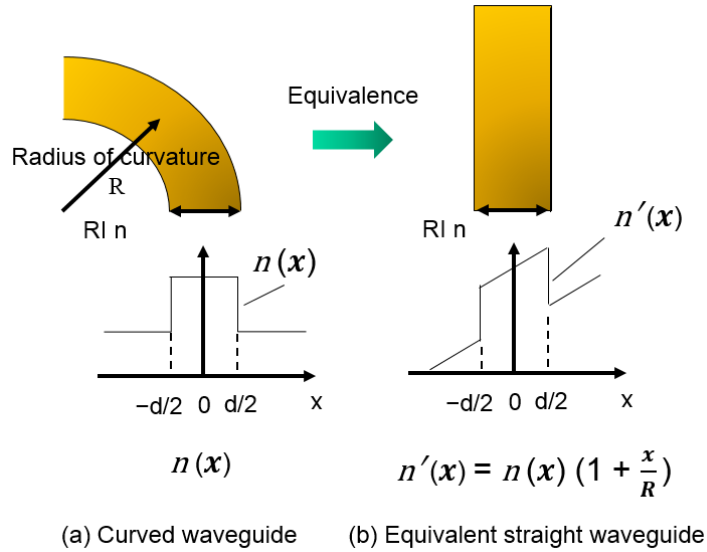 Equivalence
Radius of curvature
R
RI n
RI n
n(x)
n′(x)
−d/2 0 d/2 x
−d/2 0 d/2 x
n(x)
n′(x) = n(x) (1 + x/R)
(a) Curved waveguide
(b) Equivalent straight waveguide